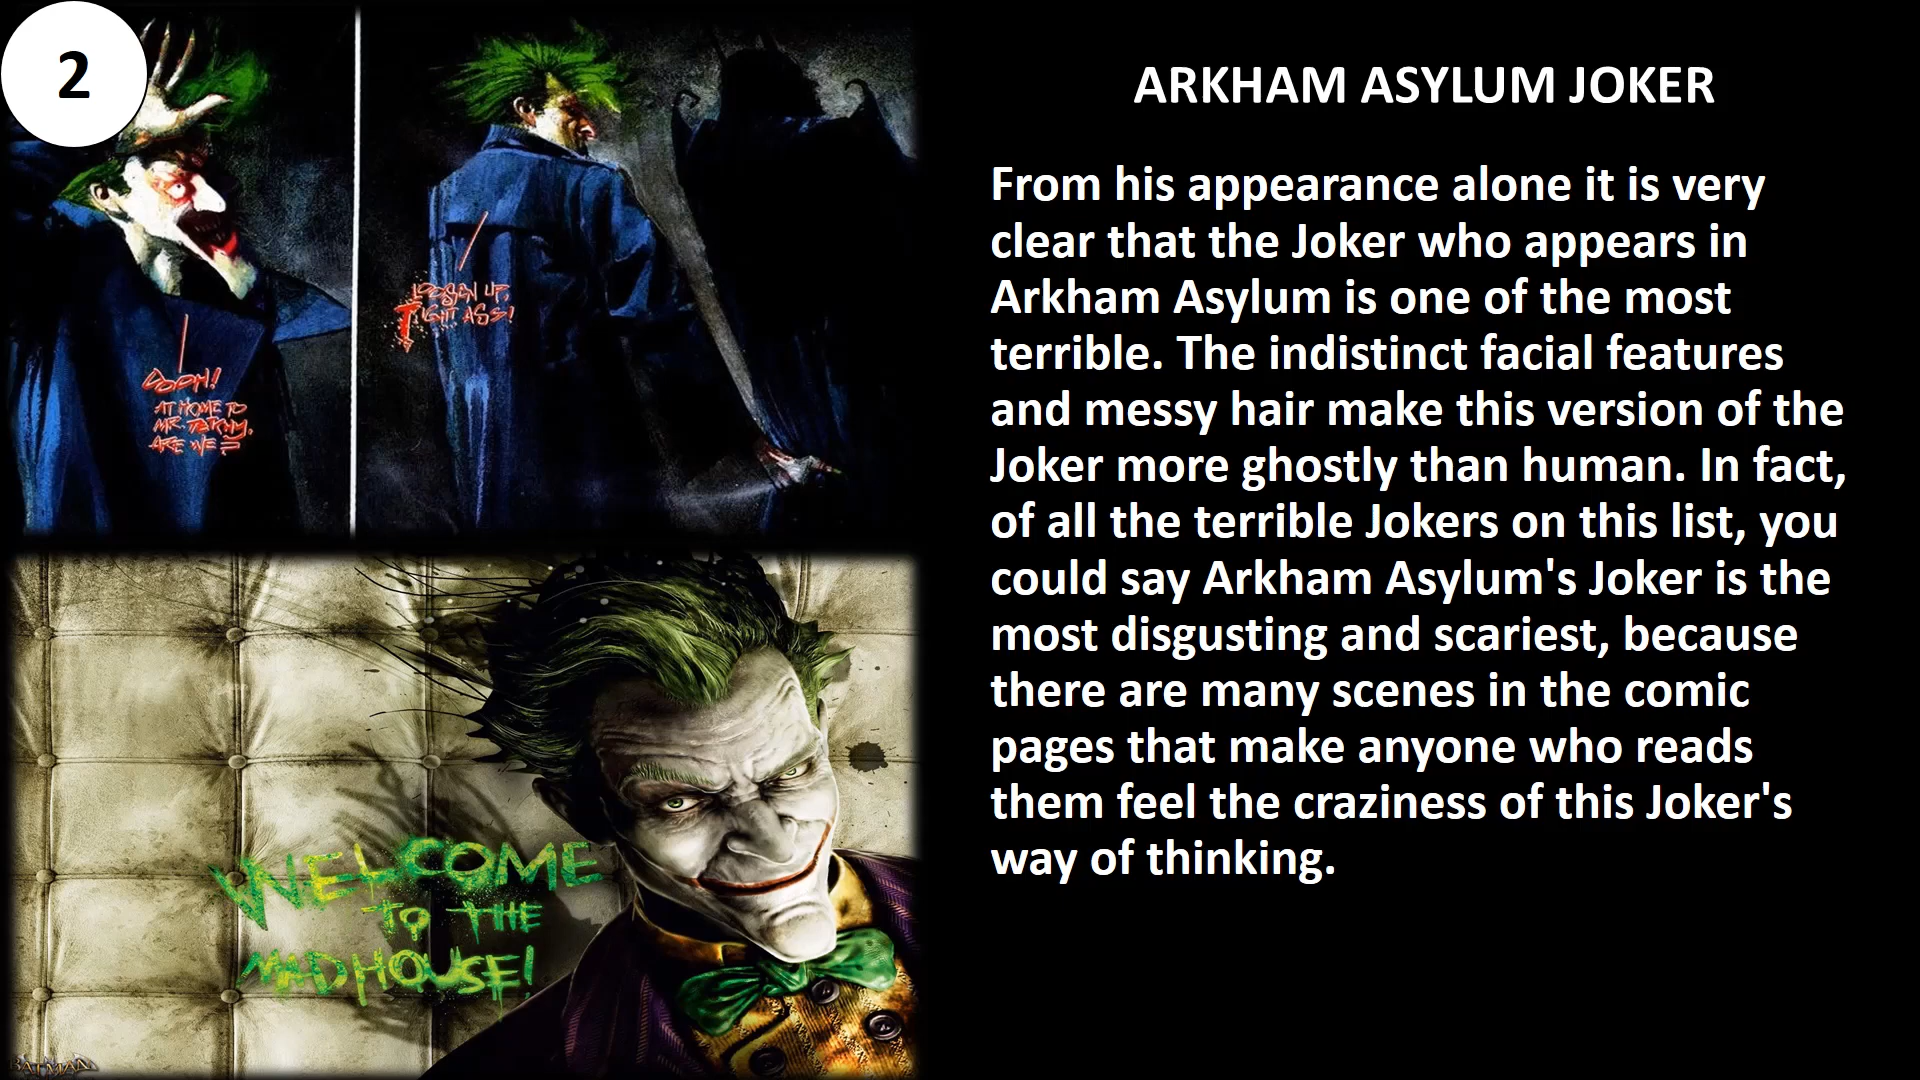 2
OOOH!
AT HOME TO
MR. TETCHY,
ARE WE?
LOOSEN UP,
TIGHT ASS!
WELCOME
TO THE
MADHOUSE!
BATMAN
ARKHAM ASYLUM JOKER
From his appearance alone it is very
clear that the Joker who appears in
Arkham Asylum is one of the most
terrible. The indistinct facial features
and messy hair make this version of the
Joker more ghostly than human. In fact,
of all the terrible Jokers on this list, you
could say Arkham Asylum's Joker is the
most disgusting and scariest, because
there are many scenes in the comic
pages that make anyone who reads
them feel the craziness of this Joker's
way of thinking.